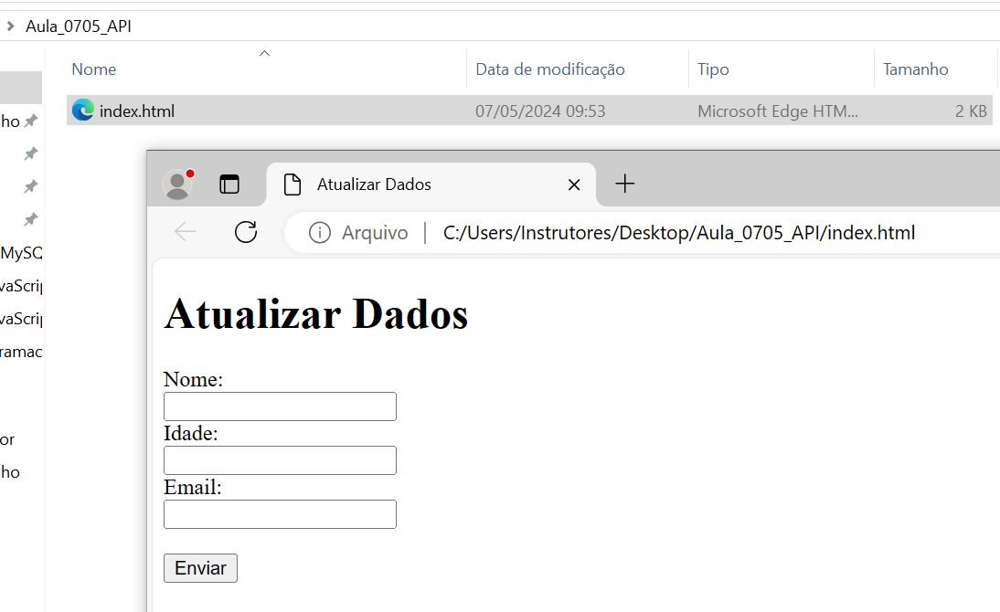 Aula_0705_API
Nome Data de modificação Tipo Tamanho
index.html 07/05/2024 09:53 Microsoft Edge HTM... 2 KB
ho
MySQ
vaScrip
vaScrip
ramac
or
ho
Atualizar Dados
Arquivo C:/Users/Instrutores/Desktop/Aula_0705_API/index.html
Atualizar Dados
Nome:
Idade:
Email:
Enviar